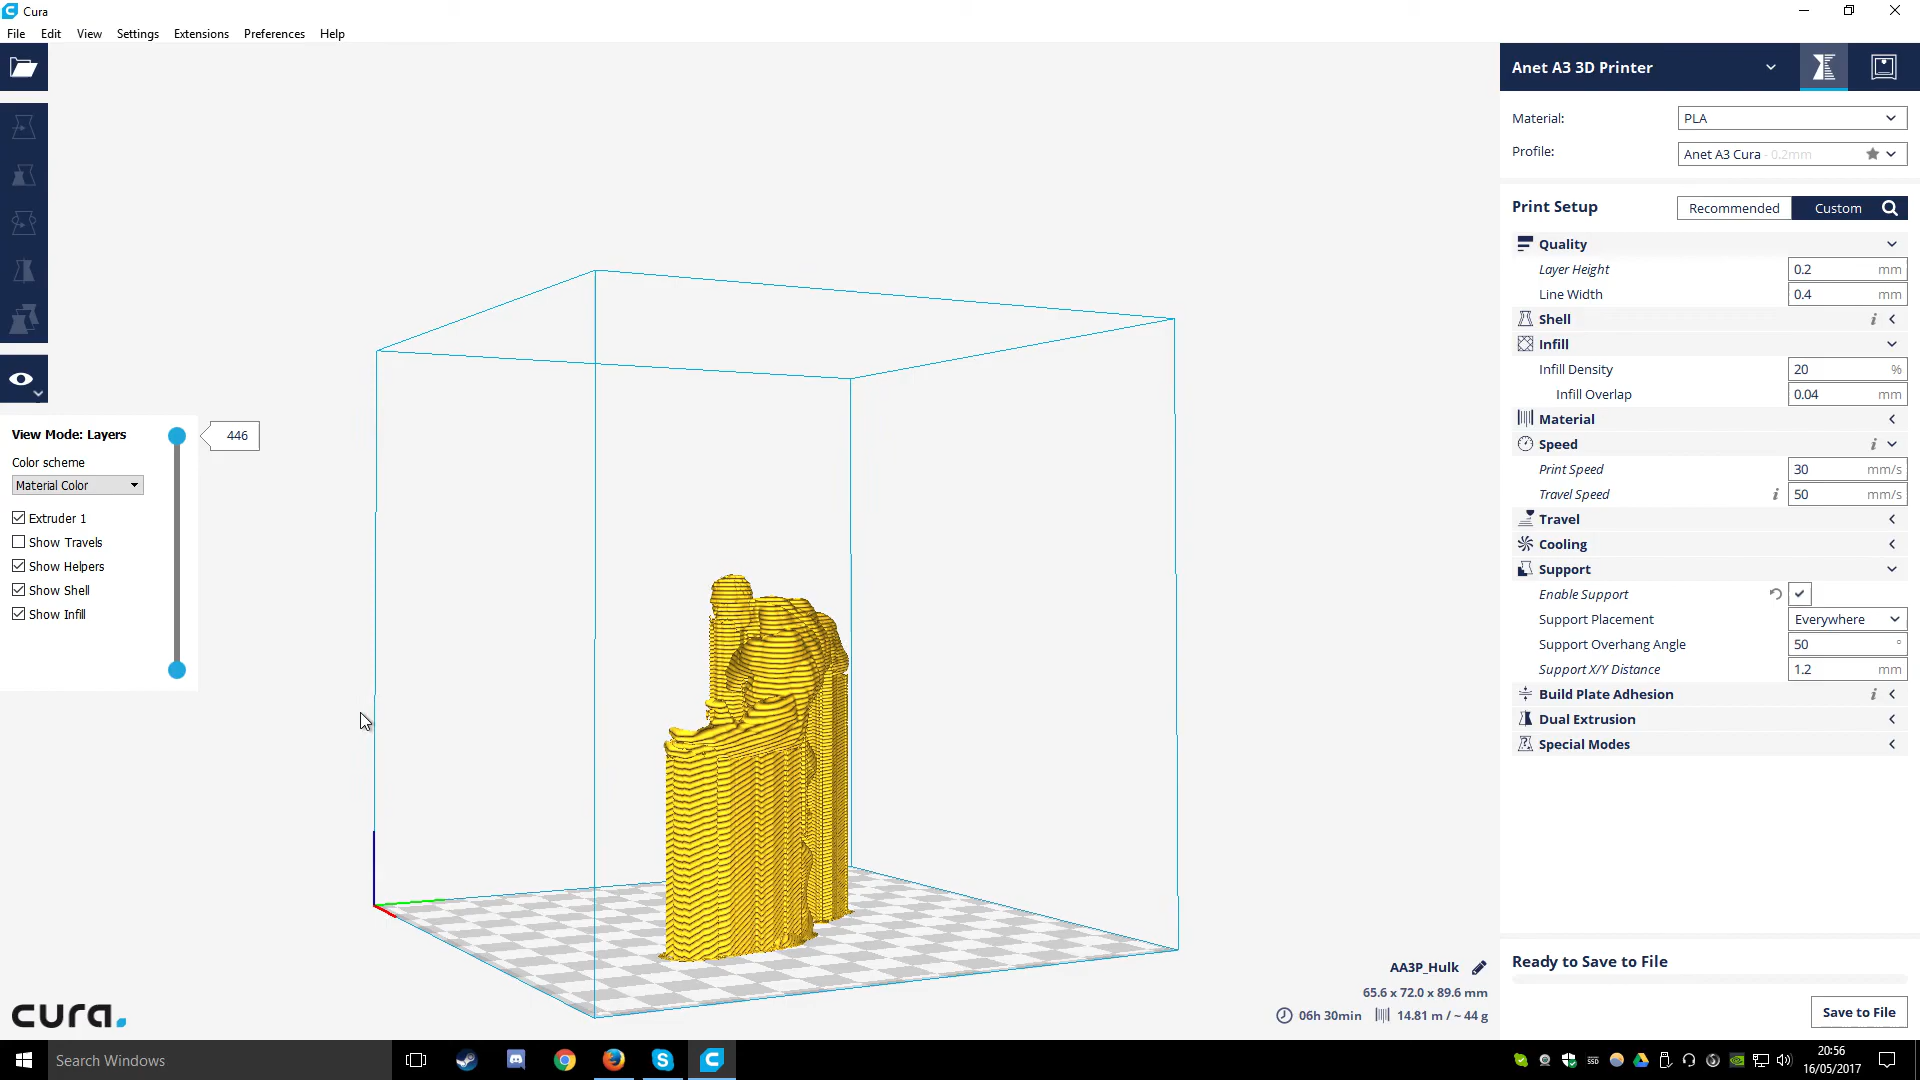 Cura
File Edit View Settings Extensions Preferences Help
Anet A3 3D Printer
Material: PLA
Profile: Anet A3 Cura - 0.2mm
Print Setup Recommended Custom
Quality
Layer Height 0.2 mm
Line Width 0.4 mm
Shell i
Infill
Infill Density 20 %
Infill Overlap 0.04 mm
Material
Speed i
Print Speed 30 mm/s
Travel Speed i 50 mm/s
Travel
Cooling
Support
Enable Support
Support Placement Everywhere
Support Overhang Angle 50 °
Support X/Y Distance 1.2 mm
Build Plate Adhesion i
Dual Extrusion
Special Modes
View Mode: Layers
446
Color scheme
Material Color
Extruder 1
Show Travels
Show Helpers
Show Shell
Show Infill
AA3P_Hulk
65.6 x 72.0 x 89.6 mm
06h 30min 14.81 m / ~ 44 g
Ready to Save to File
Save to File
cura.
Search Windows
SSD
20:56
16/05/2017